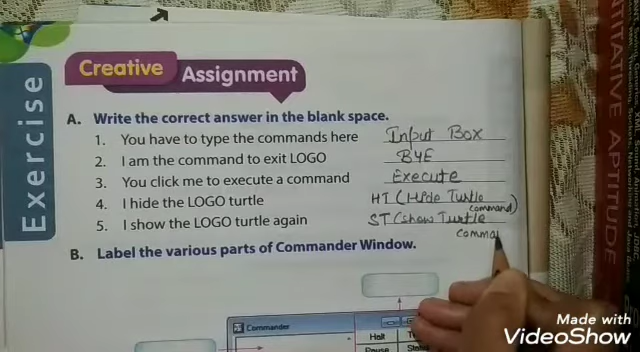 Exercise
Creative Assignment
A. Write the correct answer in the blank space.
1. You have to type the commands here Input Box
2. I am the command to exit LOGO BYE
3. You click me to execute a command Execute
4. I hide the LOGO turtle HT (Hide Turtle
command)
5. I show the LOGO turtle again ST (show Turtle
comma
B. Label the various parts of Commander Window.
Commander
Halt
Pause
APTITUDE
Made with
VideoShow